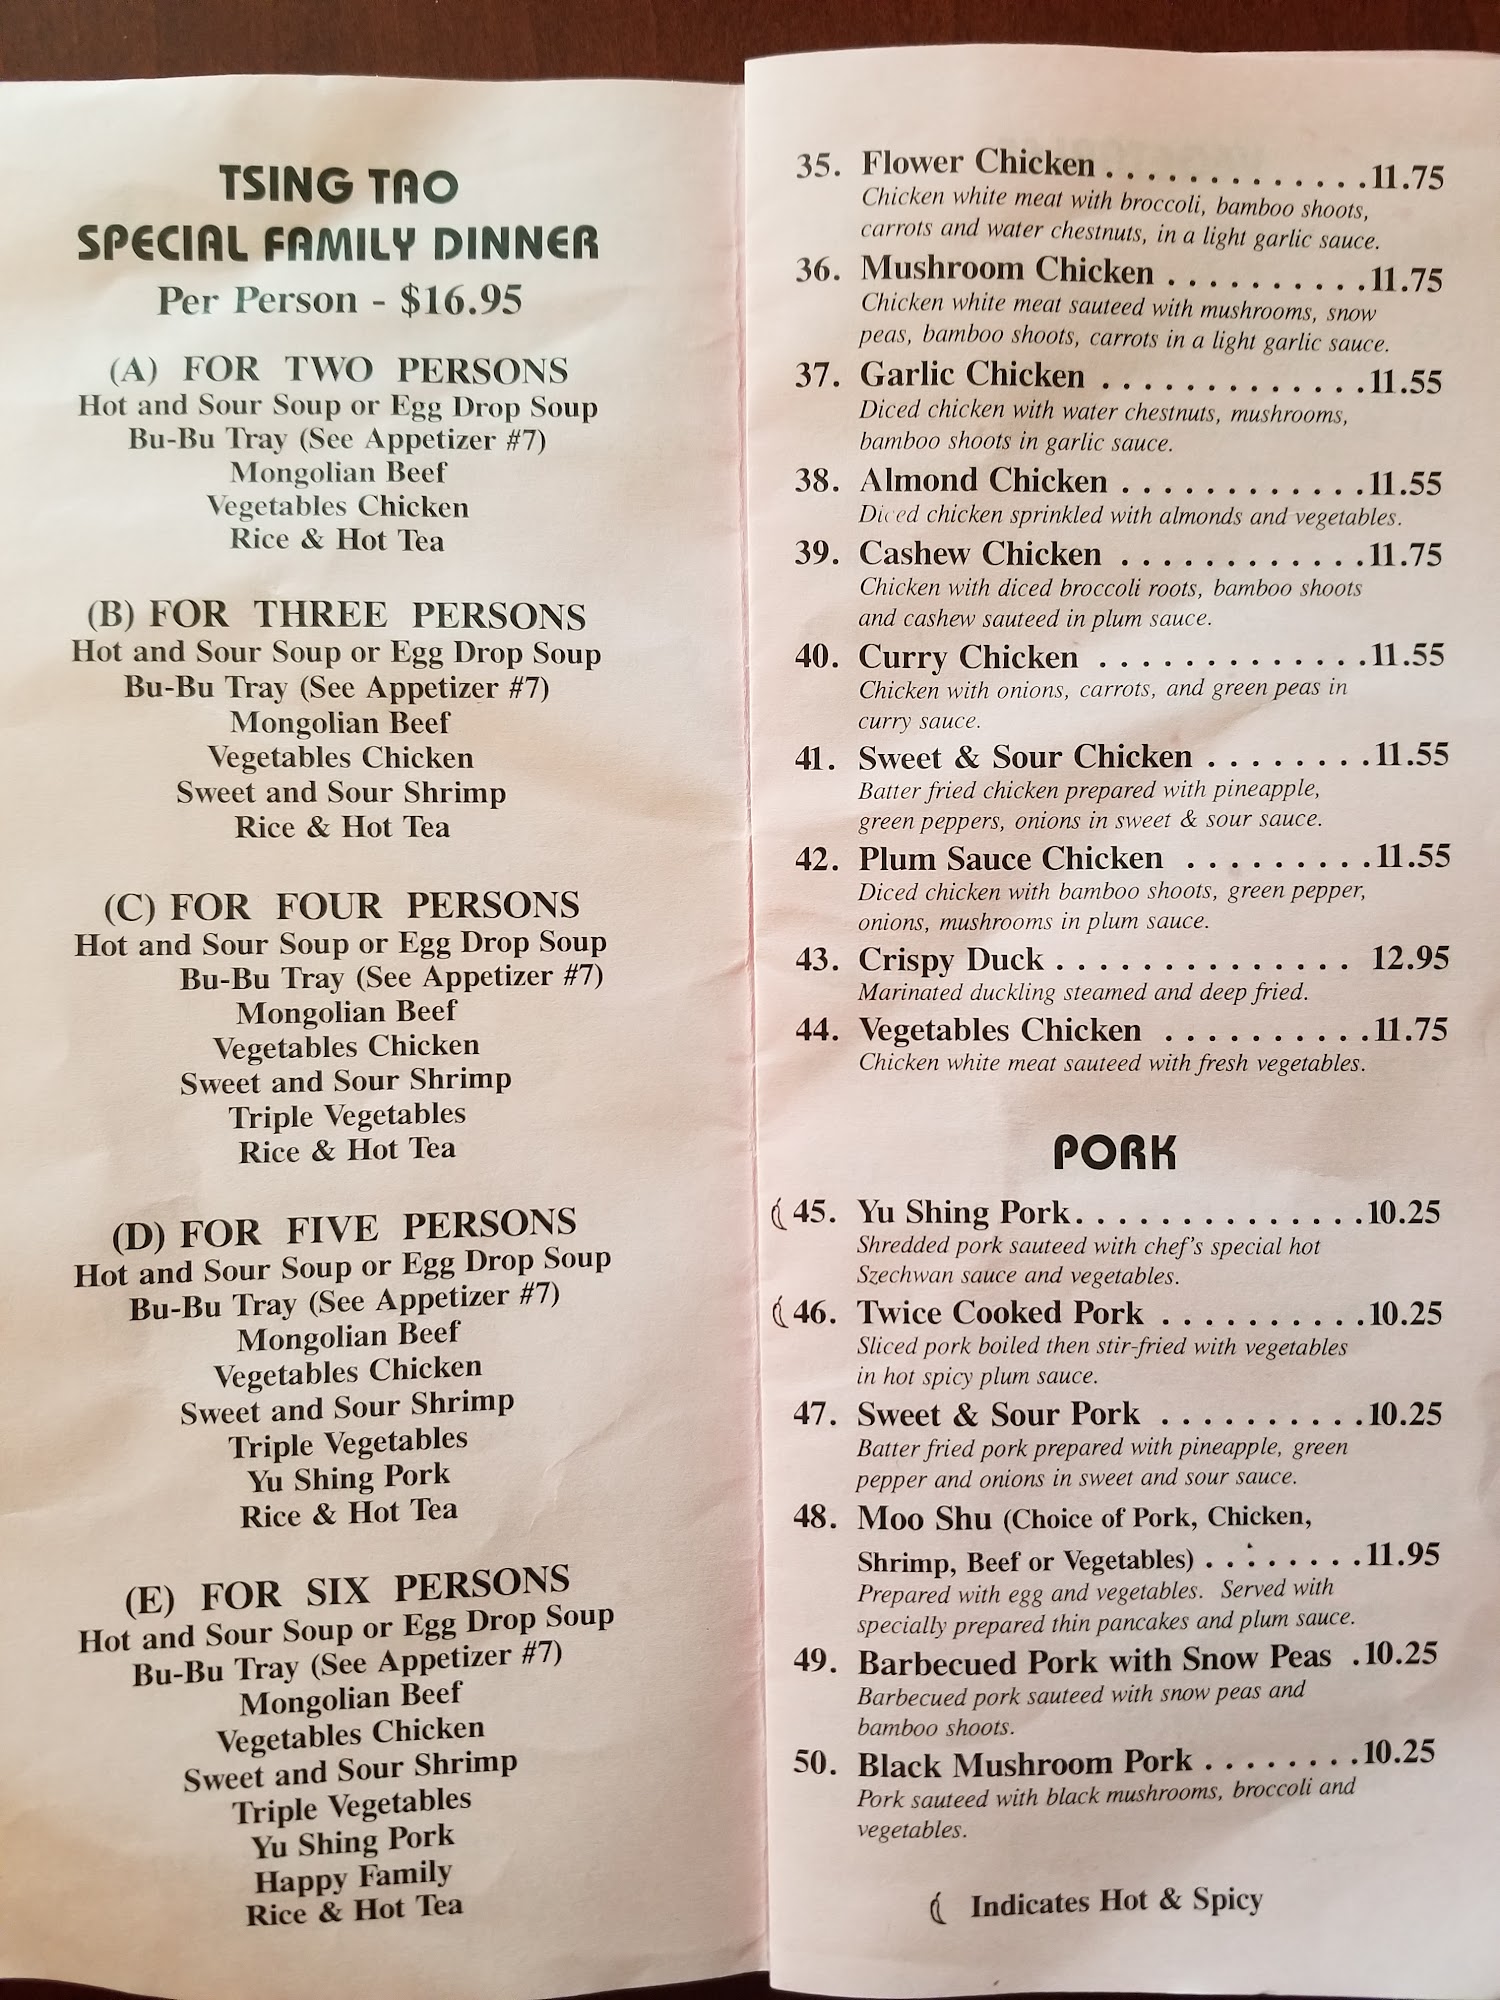 TSING TAO
SPECIAL FAMILY DINNER
Per Person - $16.95
(A) FOR TWO PERSONS
Hot and Sour Soup or Egg Drop Soup
Bu-Bu Tray (See Appetizer #7)
Mongolian Beef
Vegetables Chicken
Rice & Hot Tea
(B) FOR THREE PERSONS
Hot and Sour Soup or Egg Drop Soup
Bu-Bu Tray (See Appetizer #7)
Mongolian Beef
Vegetables Chicken
Sweet and Sour Shrimp
Rice & Hot Tea
(C) FOR FOUR PERSONS
Hot and Sour Soup or Egg Drop Soup
Bu-Bu Tray (See Appetizer #7)
Mongolian Beef
Vegetables Chicken
Sweet and Sour Shrimp
Triple Vegetables
Rice & Hot Tea
(D) FOR FIVE PERSONS
Hot and Sour Soup or Egg Drop Soup
Bu-Bu Tray (See Appetizer #7)
Mongolian Beef
Vegetables Chicken
Sweet and Sour Shrimp
Triple Vegetables
Yu Shing Pork
Rice & Hot Tea
(E) FOR SIX PERSONS
Hot and Sour Soup or Egg Drop Soup
Bu-Bu Tray (See Appetizer #7)
Mongolian Beef
Vegetables Chicken
Sweet and Sour Shrimp
Triple Vegetables
Yu Shing Pork
Happy Family
Rice & Hot Tea
35. Flower Chicken . . . . . . . . . . . . . 11.75
Chicken white meat with broccoli, bamboo shoots,
carrots and water chestnuts, in a light garlic sauce.
36. Mushroom Chicken . . . . . . . . . . 11.75
Chicken white meat sauteed with mushrooms, snow
peas, bamboo shoots, carrots in a light garlic sauce.
37. Garlic Chicken . . . . . . . . . . . . . 11.55
Diced chicken with water chestnuts, mushrooms,
bamboo shoots in garlic sauce.
38. Almond Chicken . . . . . . . . . . . . 11.55
Diced chicken sprinkled with almonds and vegetables.
39. Cashew Chicken . . . . . . . . . . . . 11.75
Chicken with diced broccoli roots, bamboo shoots
and cashew sauteed in plum sauce.
40. Curry Chicken . . . . . . . . . . . . . 11.55
Chicken with onions, carrots, and green peas in
curry sauce.
41. Sweet & Sour Chicken . . . . . . . . 11.55
Batter fried chicken prepared with pineapple,
green peppers, onions in sweet & sour sauce.
42. Plum Sauce Chicken . . . . . . . . . 11.55
Diced chicken with bamboo shoots, green pepper,
onions, mushrooms in plum sauce.
43. Crispy Duck . . . . . . . . . . . . . . 12.95
Marinated duckling steamed and deep fried.
44. Vegetables Chicken . . . . . . . . . . 11.75
Chicken white meat sauteed with fresh vegetables.
PORK
45. Yu Shing Pork . . . . . . . . . . . . . . 10.25
Shredded pork sauteed with chef's special hot
Szechwan sauce and vegetables.
46. Twice Cooked Pork . . . . . . . . . . 10.25
Sliced pork boiled then stir-fried with vegetables
in hot spicy plum sauce.
47. Sweet & Sour Pork . . . . . . . . . . 10.25
Batter fried pork prepared with pineapple, green
pepper and onions in sweet and sour sauce.
48. Moo Shu (Choice of Pork, Chicken,
Shrimp, Beef or Vegetables) . . . . . . . . 11.95
Prepared with egg and vegetables. Served with
specially prepared thin pancakes and plum sauce.
49. Barbecued Pork with Snow Peas . 10.25
Barbecued pork sauteed with snow peas and
bamboo shoots.
50. Black Mushroom Pork . . . . . . . . 10.25
Pork sauteed with black mushrooms, broccoli and
vegetables.
Indicates Hot & Spicy